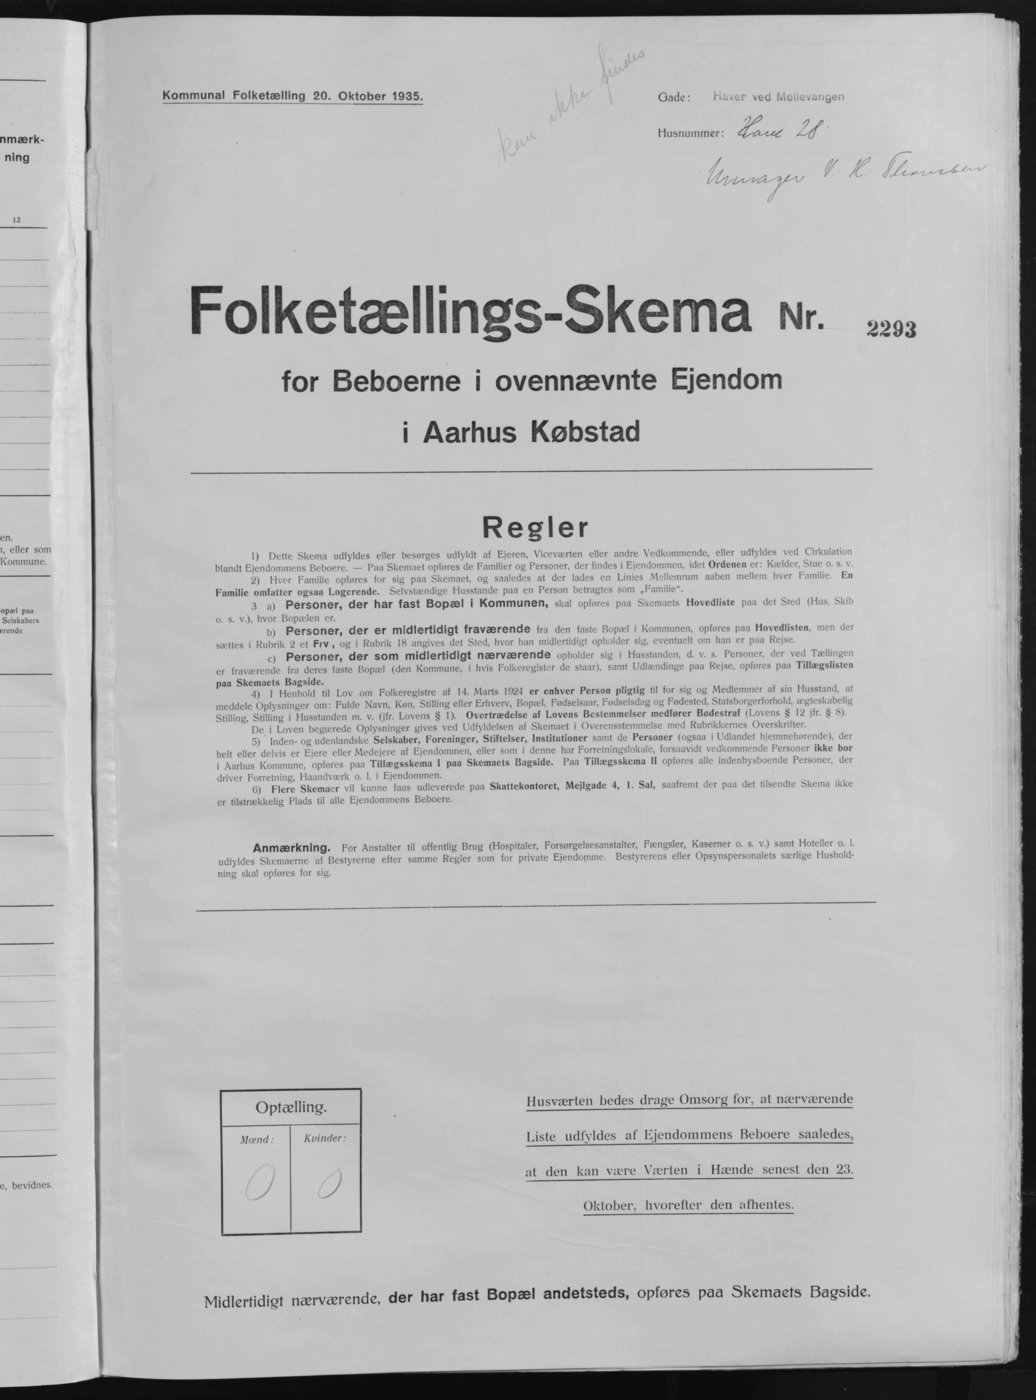 nmærk-
ning
12
en.
n, eller som
Kommune.
opæl paa
Selskabers
ærende
e, bevidnes.
Kommunal Folketælling 20. Oktober 1935.
kan ikke findes
Gade: Haver ved Møllevangen
Husnummer: Have 28.
V. K. Thomsen
Folketællings-Skema Nr. 2293
for Beboerne i ovennævnte Ejendom
i Aarhus Købstad
Regler
1) Dette Skema udfyldes eller besørges udfyldt af Ejeren, Viceværten eller andre Vedkommende, eller udfyldes ved Cirkulation
blandt Ejendommens Beboere. — Paa Skemaet opføres de Familier og Personer, der findes i Ejendommen, idet Ordenen er: Kælder, Stue o. s. v.
2) Hver Familie opføres for sig paa Skemaet, og saaledes at der lades en Linies Mellemrum aaben mellem hver Familie. En
Familie omfatter ogsaa Logerende. Selvstændige Husstande paa en Person betragtes som „Familie“.
3 a) Personer, der har fast Bopæl i Kommunen, skal opføres paa Skemaets Hovedliste paa det Sted (Hus, Skib
o. s. v.), hvor Bopælen er.
b) Personer, der er midlertidigt fraværende fra den faste Bopæl i Kommunen, opføres paa Hovedlisten, men der
sættes i Rubrik 2 et Frv., og i Rubrik 18 angives det Sted, hvor han midlertidigt opholder sig, eventuelt om han er paa Rejse.
c) Personer, der som midlertidigt nærværende opholder sig i Husstanden, d. v. s. Personer, der ved Tællingen
er fraværende fra deres faste Bopæl (den Kommune, i hvis Folkeregister de staar), samt Udlændinge paa Rejse, opføres paa Tillægslisten
paa Skemaets Bagside.
4) I Henhold til Lov om Folkeregistre af 14. Marts 1924 er enhver Person pligtig til for sig og Medlemmer af sin Husstand, at
meddele Oplysninger om: Fulde Navn, Køn, Stilling eller Erhverv, Bopæl, Fødselsaar, Fødselsdag og Fødested, Statsborgerforhold, ægteskabelig
Stilling, Stilling i Husstanden m. v. (jfr. Lovens § 1). Overtrædelse af Lovens Bestemmelser medfører Bødestraf (Lovens § 12 jfr. § 8).
De i Loven begærede Oplysninger gives ved Udfyldelsen af Skemaet i Overensstemmelse med Rubrikkernes Overskrifter.
5) Inden- og udenlandske Selskaber, Foreninger, Stiftelser, Institutioner samt de Personer (ogsaa i Udlandet hjemmehørende), der
helt eller delvis er Ejere eller Medejere af Ejendommen, eller som i denne har Forretningslokale, forsaavidt vedkommende Personer ikke bor
i Aarhus Kommune, opføres paa Tillægsskema I paa Skemaets Bagside. Paa Tillægsskema II opføres alle indenbysboende Personer, der
driver Forretning, Haandværk o. l. i Ejendommen.
6) Flere Skemaer vil kunne faas udleverede paa Skattekontoret, Mejlgade 4, 1. Sal, saafremt der paa det tilsendte Skema ikke
er tilstrækkelig Plads til alle Ejendommens Beboere.
Anmærkning. For Anstalter til offentlig Brug (Hospitaler, Forsørgelsesanstalter, Fængsler, Kaserner o. s. v.) samt Hoteller o. l.
udfyldes Skemaerne af Bestyrerne efter samme Regler som for private Ejendomme. Bestyrerens eller Opsynspersonalets særlige Hushold-
ning skal opføres for sig.
Optælling.
Mænd: Kvinder:
0 0
Husværten bedes drage Omsorg for, at nærværende
Liste udfyldes af Ejendommens Beboere saaledes,
at den kan være Værten i Hænde senest den 23.
Oktober, hvorefter den afhentes.
Midlertidigt nærværende, der har fast Bopæl andetsteds, opføres paa Skemaets Bagside.